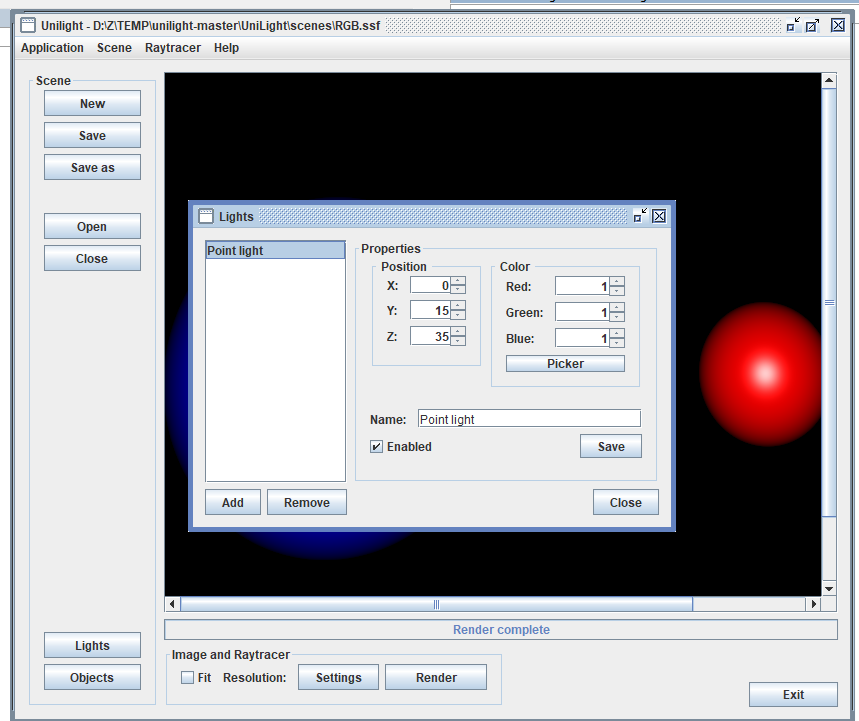 Unilight - D:\Z\TEMP\unilight-master\UniLight\scenes\RGB.ssf
Application Scene Raytracer Help
Scene
New
Save
Save as
Open
Close
Lights
Point light
Properties
Position
X: 0
Y: 15
Z: 35
Color
Red: 1
Green: 1
Blue: 1
Picker
Name: Point light
Enabled
Save
Add Remove Close
Render complete
Lights
Objects
Image and Raytracer
Fit Resolution: Settings Render
Exit